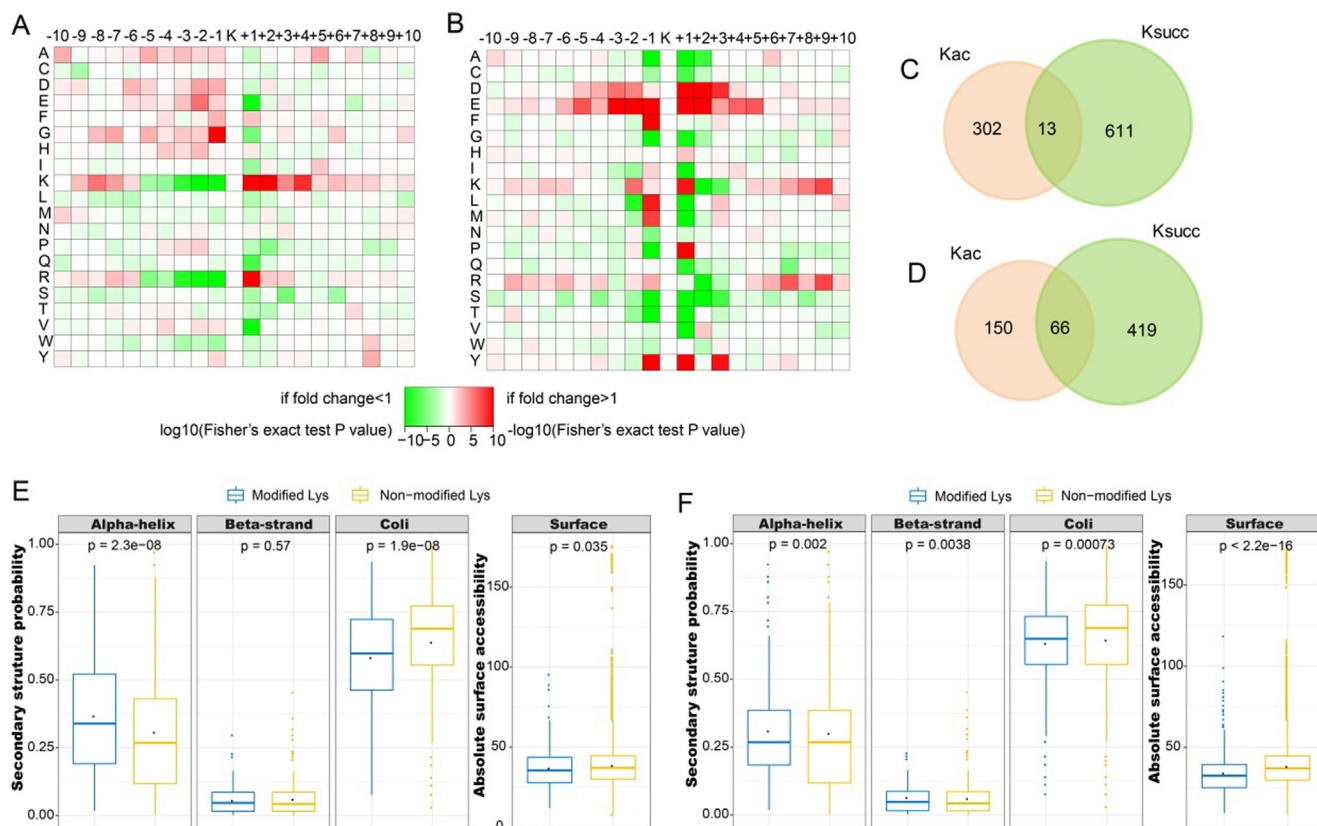 A
-10 -9 -8 -7 -6 -5 -4 -3 -2 -1 K +1+2 +3+4+5 +6+7+8 +9 +10
A
C
D
E
F
G
H
I
K
L
M
N
P
Q
R
S
T
V
W
Y
B
-10 -9 -8 -7 -6 -5 -4 -3 -2 -1 K +1+2+3+4+5 +6+7+8+9 +10
A
C
D
E
F
G
H
I
K
L
M
N
P
Q
R
S
T
V
W
Y
if fold change<1
log10(Fisher's exact test P value)
if fold change>1
-log10(Fisher's exact test P value)
−10−5 0 5 10
C
Kac
Ksucc
302 13 611
D
Kac
Ksucc
150 66 419
E
Modified Lys Non−modified Lys
Alpha−helix Beta−strand Coli Surface
p = 2.3e−08 p = 0.57 p = 1.9e−08 p = 0.035
Secondary struture probability
1.00
0.75
0.50
0.25
0.00
Absolute surface accessibility
150
100
50
0
F
Modified Lys Non−modified Lys
Alpha−helix Beta−strand Coli Surface
p = 0.002 p = 0.0038 p = 0.00073 p < 2.2e−16
Secondary struture probability
1.00
0.75
0.50
0.25
0.00
Absolute surface accessibility
150
100
50